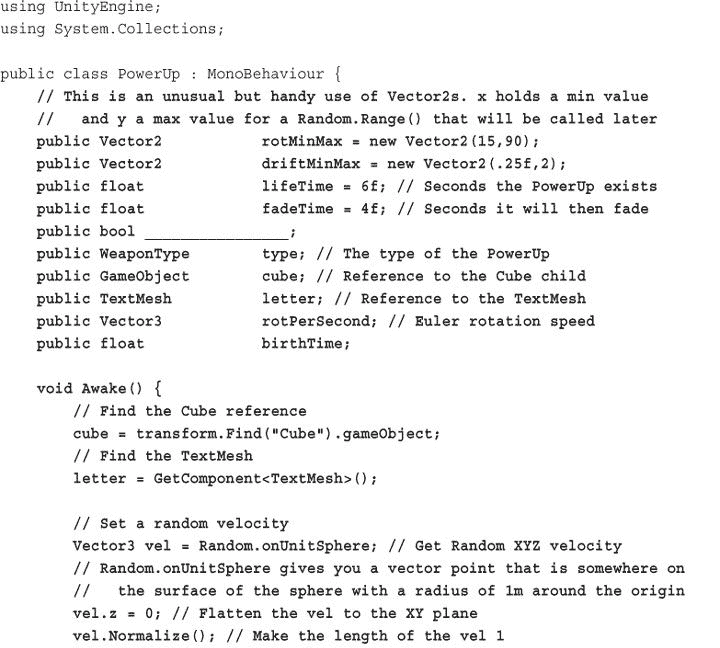 using UnityEngine;
using System.Collections;

public class PowerUp : MonoBehaviour {
    // This is an unusual but handy use of Vector2s. x holds a min value
    //   and y a max value for a Random.Range() that will be called later
    public Vector2           rotMinMax = new Vector2(15,90);
    public Vector2           driftMinMax = new Vector2(.25f,2);
    public float             lifeTime = 6f; // Seconds the PowerUp exists
    public float             fadeTime = 4f; // Seconds it will then fade
    public bool ________________;
    public WeaponType        type; // The type of the PowerUp
    public GameObject        cube; // Reference to the Cube child
    public TextMesh          letter; // Reference to the TextMesh
    public Vector3           rotPerSecond; // Euler rotation speed
    public float             birthTime;

    void Awake() {
        // Find the Cube reference
        cube = transform.Find("Cube").gameObject;
        // Find the TextMesh
        letter = GetComponent<TextMesh>();

        // Set a random velocity
        Vector3 vel = Random.onUnitSphere; // Get Random XYZ velocity
        // Random.onUnitSphere gives you a vector point that is somewhere on
        //   the surface of the sphere with a radius of 1m around the origin
        vel.z = 0; // Flatten the vel to the XY plane
        vel.Normalize(); // Make the length of the vel 1